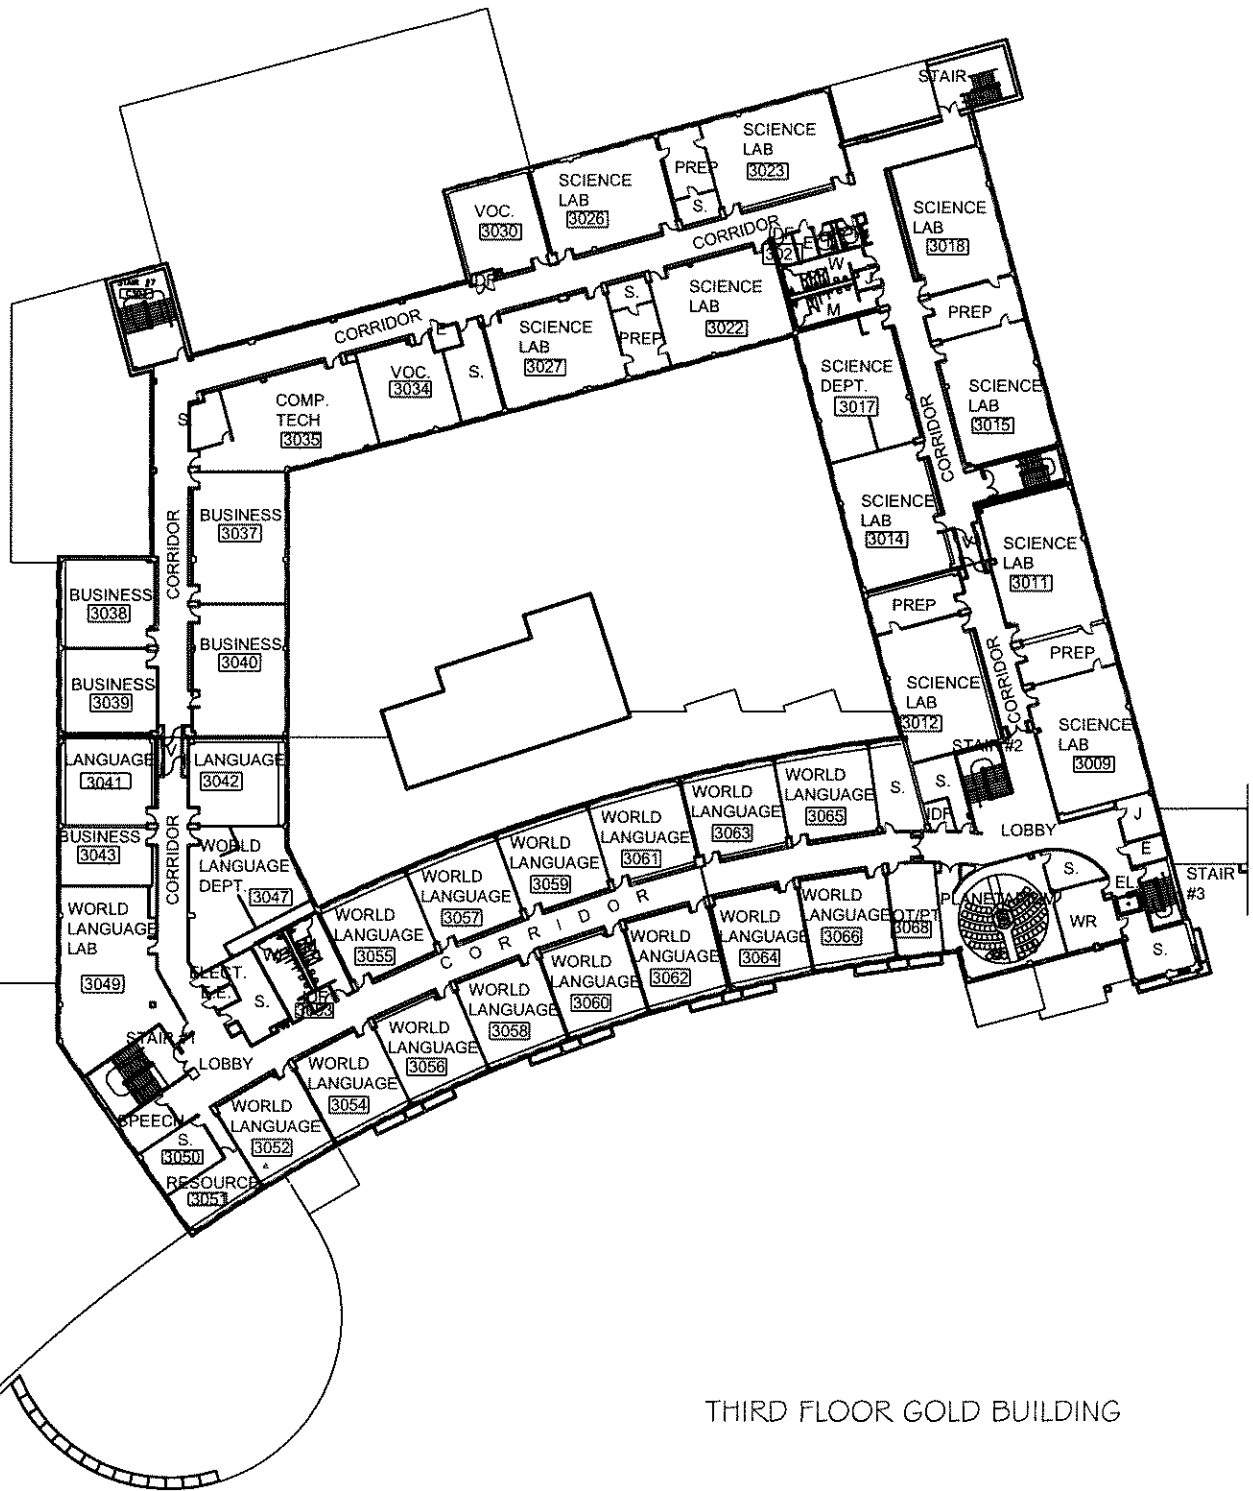 STAIR
SCIENCE
LAB
3023
PREP
S.
SCIENCE
LAB
3026
VOC.
3030
CORRIDOR
SCIENCE
LAB
3018
PREP
STAIR #7
W
M
J
SCIENCE
LAB
3022
S.
PREP
SCIENCE
LAB
3027
S.
E
CORRIDOR
VOC.
3034
COMP.
TECH
3035
S
SCIENCE
DEPT.
3017
CORRIDOR
SCIENCE
LAB
3015
SCIENCE
LAB
3014
SCIENCE
LAB
3011
PREP
PREP
CORRIDOR
SCIENCE
LAB
3012
SCIENCE
LAB
3009
STAIR #2
BUSINESS
3037
CORRIDOR
BUSINESS
3038
BUSINESS
3040
BUSINESS
3039
V
LANGUAGE
3041
LANGUAGE
3042
BUSINESS
3043
CORRIDOR
WORLD
LANGUAGE
DEPT.
3047
WORLD
LANGUAGE
LAB
3049
WORLD
LANGUAGE
3055
WORLD
LANGUAGE
3057
WORLD
LANGUAGE
3059
WORLD
LANGUAGE
3061
WORLD
LANGUAGE
3063
WORLD
LANGUAGE
3065
S.
S.
IDF
LOBBY
J
E
EL
STAIR
#3
S.
PLANETARIUM
WR
S.
OT/PT
3068
CORRIDOR
WORLD
LANGUAGE
3066
WORLD
LANGUAGE
3064
WORLD
LANGUAGE
3062
WORLD
LANGUAGE
3060
WORLD
LANGUAGE
3058
WORLD
LANGUAGE
3056
WORLD
LANGUAGE
3054
WORLD
LANGUAGE
3052
ELECT.
S.
W
STAIR #1
LOBBY
SPEECH
S.
3050
RESOURCE
3051
THIRD FLOOR GOLD BUILDING